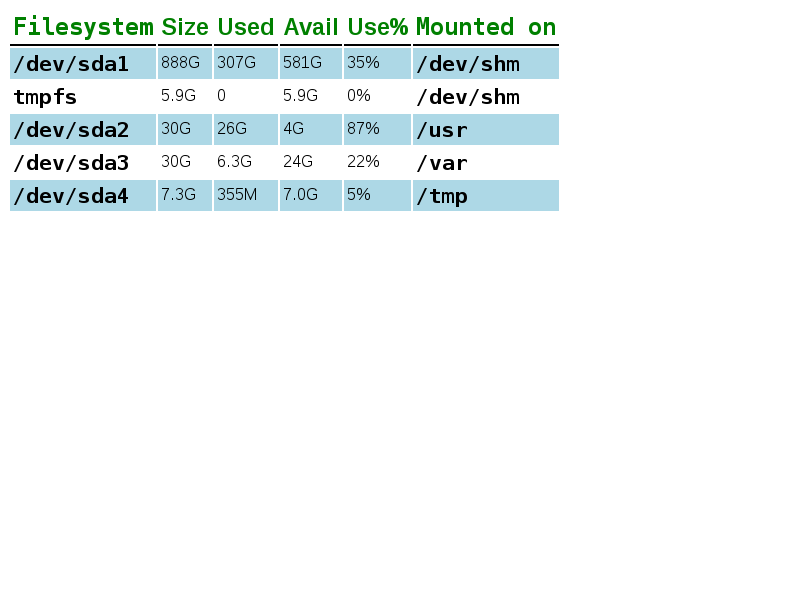 Filesystem Size Used Avail Use% Mounted on
/dev/sda1 888G 307G 581G 35% /dev/shm
tmpfs 5.9G 0 5.9G 0% /dev/shm
/dev/sda2 30G 26G 4G 87% /usr
/dev/sda3 30G 6.3G 24G 22% /var
/dev/sda4 7.3G 355M 7.0G 5% /tmp